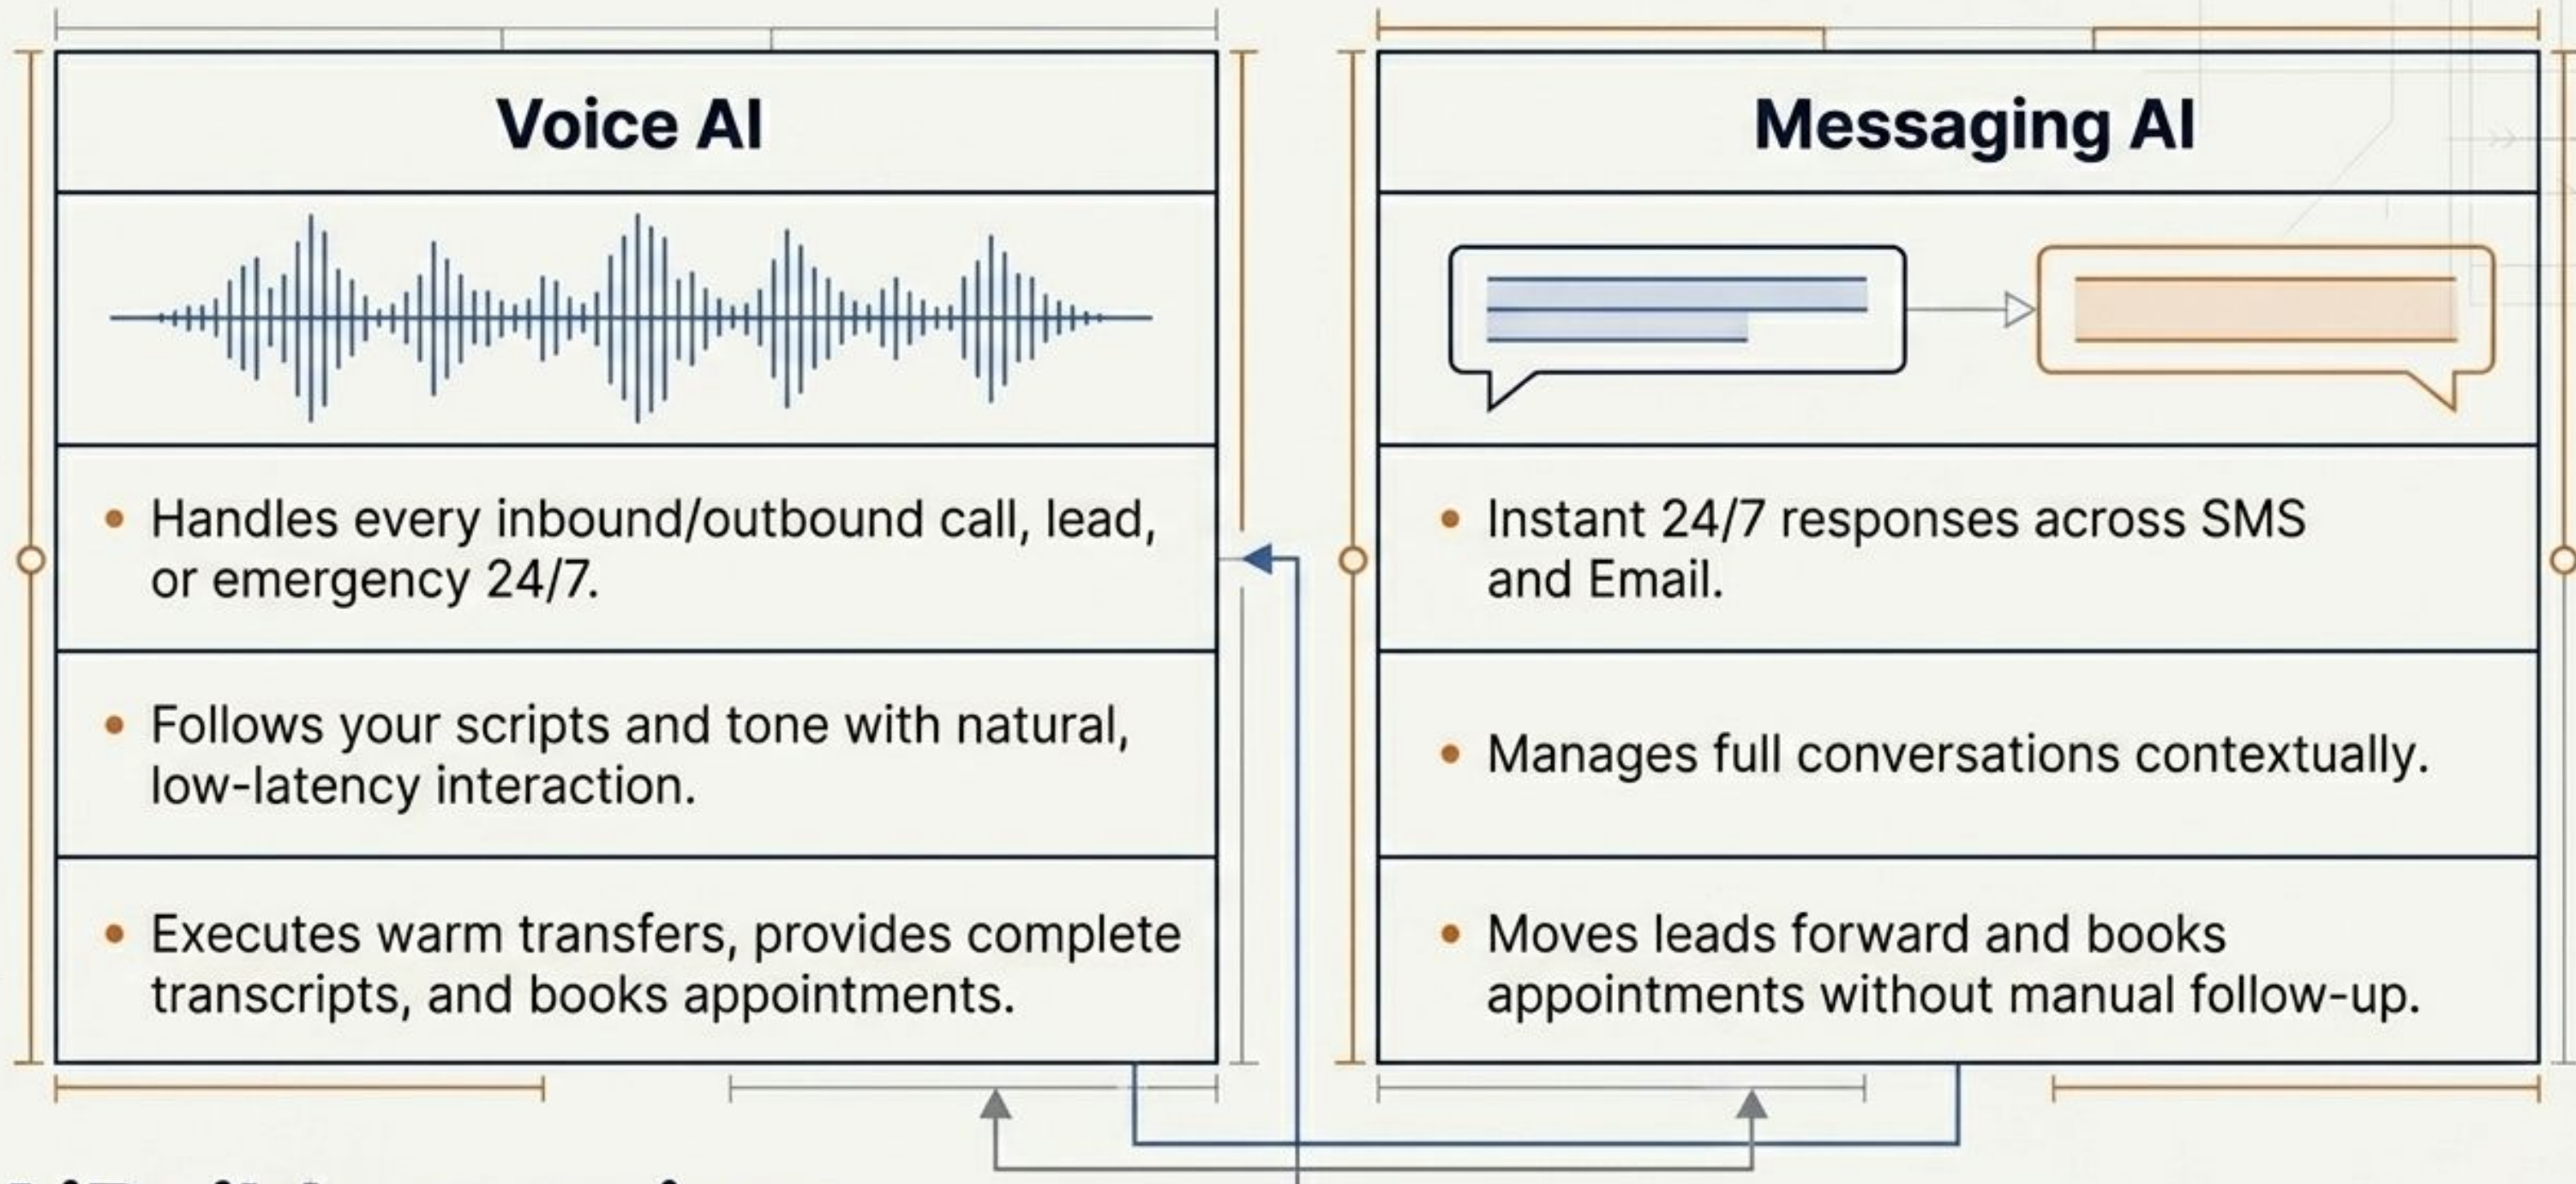 Voice AI
• Handles every inbound/outbound call, lead,
or emergency 24/7.
• Follows your scripts and tone with natural,
low-latency interaction.
• Executes warm transfers, provides complete
transcripts, and books appointments.
Messaging AI
• Instant 24/7 responses across SMS
and Email.
• Manages full conversations contextually.
• Moves leads forward and books
appointments without manual follow-up.